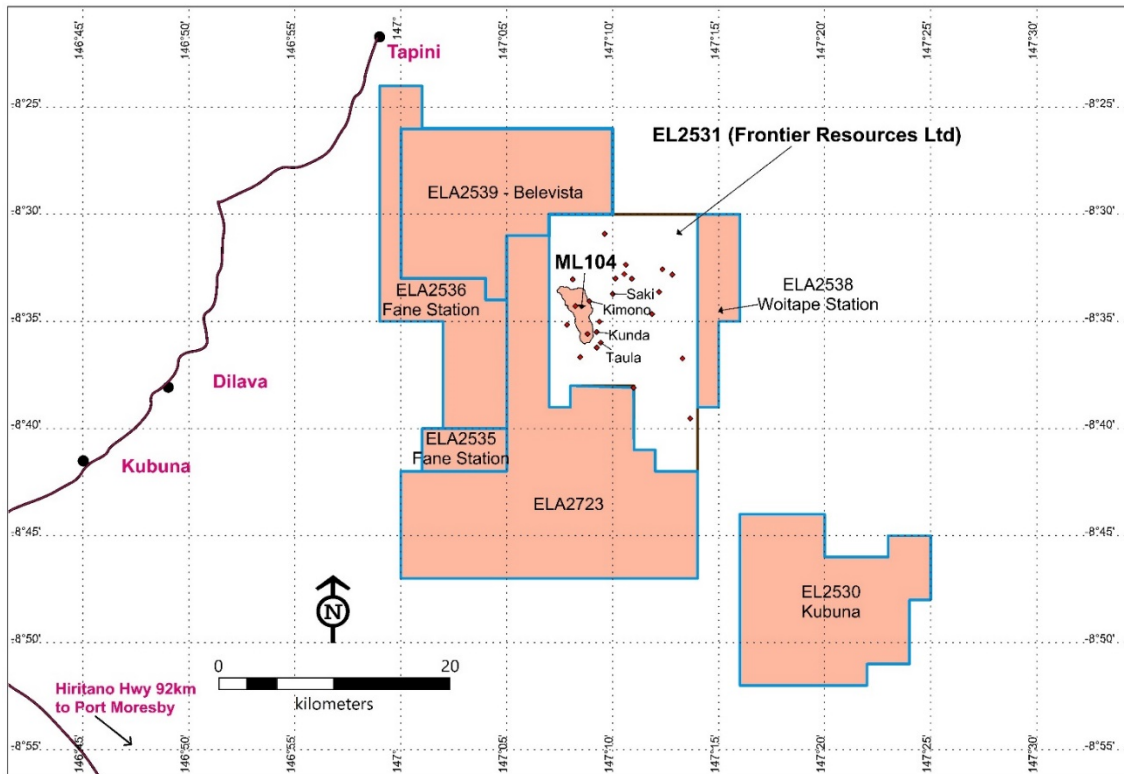 146°45'
146°50'
146°55'
147°
147°05'
147°10'
147°15'
147°20'
147°25'
147°30'
Tapini
-8°25'
-8°25'
EL2531 (Frontier Resources Ltd)
ELA2539 - Belevista
-8°30'
-8°30'
ML104
ELA2536
Fane Station
Saki
Kimono
ELA2538
Woitape Station
-8°35'
-8°35'
Kunda
Taula
Dilava
-8°40'
-8°40'
ELA2535
Fane Station
Kubuna
ELA2723
-8°45'
-8°45'
N
EL2530
Kubuna
-8°50'
-8°50'
0
20
kilometers
Hiritano Hwy 92km
to Port Moresby
-8°55'
-8°55'
146°45'
146°50'
146°55'
147°
147°05'
147°10'
147°15'
147°20'
147°25'
147°30'